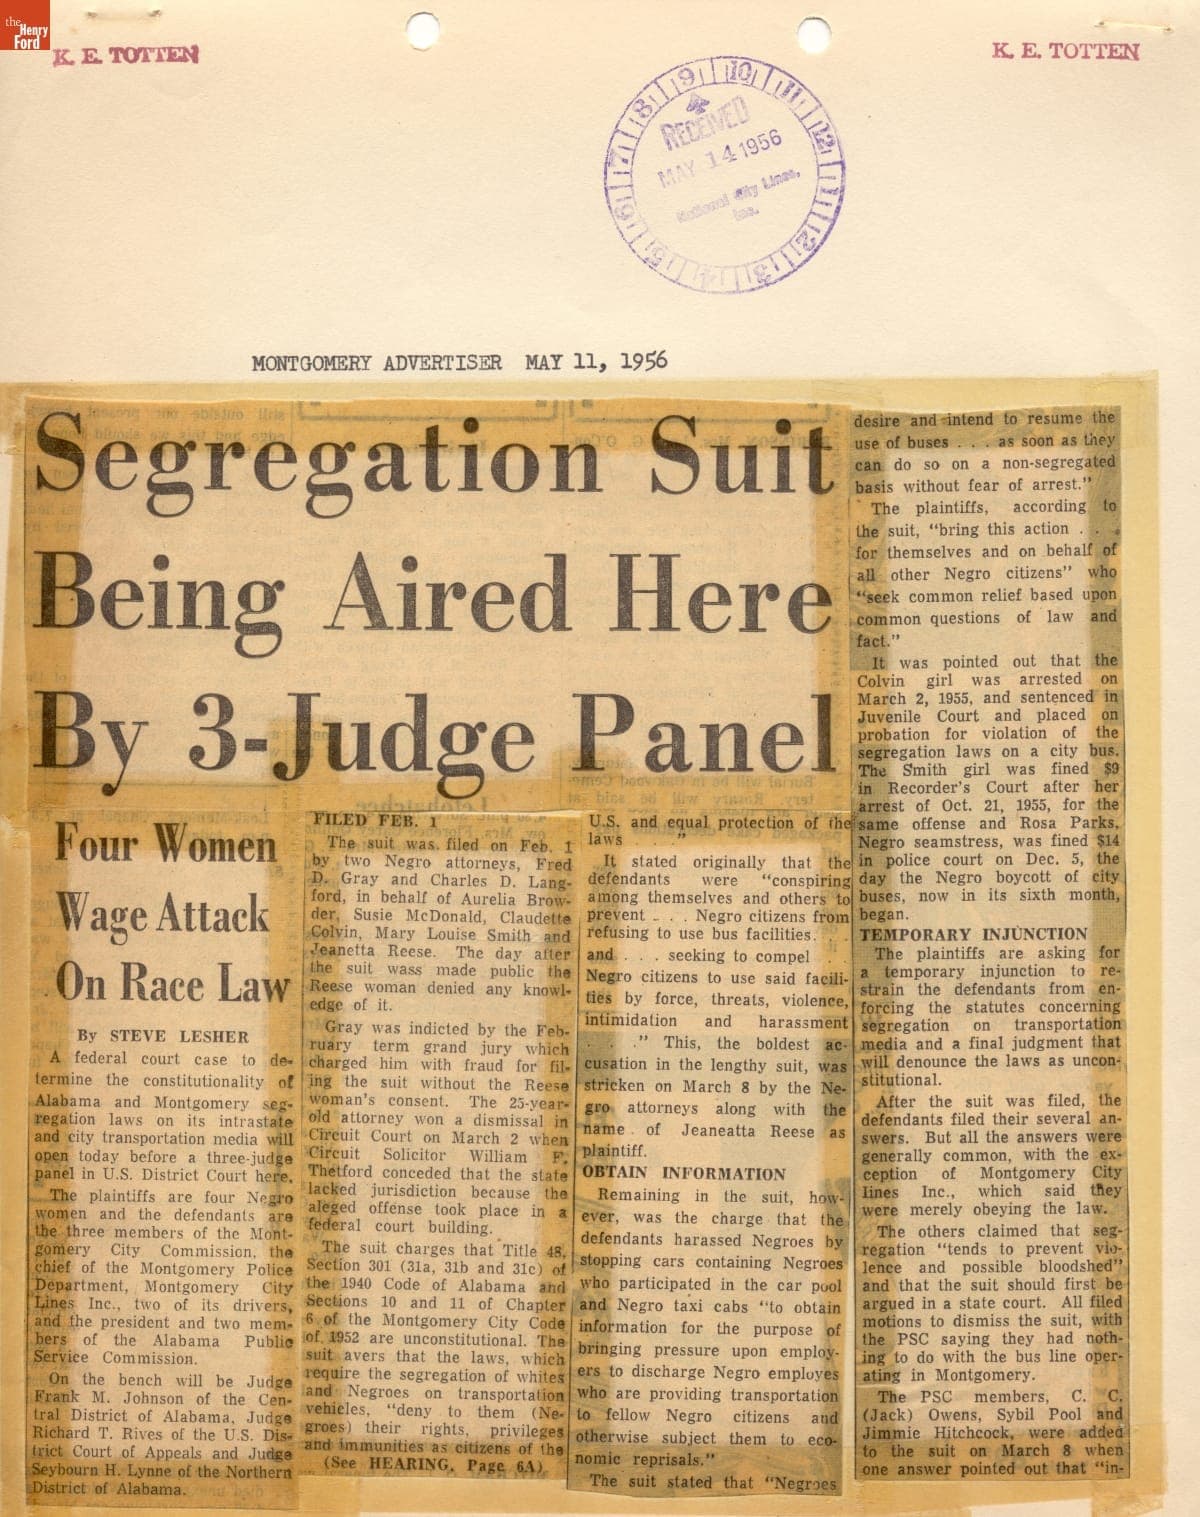 the
Henry
Ford
K. E. TOTTEN
K. E. TOTTEN
7 8 9 10 11 12 1 2 3 4 5 6
RECEIVED
MAY 14 1956
National City Lines,
Inc.
MONTGOMERY ADVERTISER MAY 11, 1956
Segregation Suit
Being Aired Here
By 3-Judge Panel
Four Women
Wage Attack
On Race Law
By STEVE LESHER
A federal court case to de-
termine the constitutionality of
Alabama and Montgomery seg-
regation laws on its intrastate
and city transportation media will
open today before a three-judge
panel in U.S. District Court here.
The plaintiffs are four Negro
women and the defendants are
the three members of the Mont-
gomery City Commission, the
chief of the Montgomery Police
Department, Montgomery City
Lines Inc., two of its drivers,
and the president and two mem-
bers of the Alabama Public
Service Commission.
On the bench will be Judge
Frank M. Johnson of the Cen-
tral District of Alabama, Judge
Richard T. Rives of the U.S. Dis-
trict Court of Appeals and Judge
Seybourn H. Lynne of the Northern
District of Alabama.
FILED FEB. 1
The suit was filed on Feb. 1
by two Negro attorneys, Fred
D. Gray and Charles D. Lang-
ford, in behalf of Aurelia Brow-
der, Susie McDonald, Claudette
Colvin, Mary Louise Smith and
Jeanetta Reese. The day after
the suit wass made public the
Reese woman denied any knowl-
edge of it.
Gray was indicted by the Feb-
ruary term grand jury which
charged him with fraud for fil-
ing the suit without the Reese
woman's consent. The 25-year-
old attorney won a dismissal in
Circuit Court on March 2 when
Circuit Solicitor William F.
Thetford conceded that the state
lacked jurisdiction because the
aleged offense took place in a
federal court building.
The suit charges that Title 48,
Section 301 (31a, 31b and 31c) of
the 1940 Code of Alabama and
Sections 10 and 11 of Chapter
6 of the Montgomery City Code
of 1952 are unconstitutional. The
suit avers that the laws, which
require the segregation of whites
and Negroes on transportation
vehicles, "deny to them (Ne-
groes) their rights, privileges
and immunities as citizens of the
(See HEARING, Page 6A)
U.S. and equal protection of the
laws . . . ."
It stated originally that the
defendants were "conspiring
among themselves and others to
prevent . . . Negro citizens from
refusing to use bus facilities. . .
and . . . seeking to compel . .
Negro citizens to use said facili-
ties by force, threats, violence,
intimidation and harassment
. . . ." This, the boldest ac-
cusation in the lengthy suit, was
stricken on March 8 by the Ne-
gro attorneys along with the
name of Jeaneatta Reese as
plaintiff.
OBTAIN INFORMATION
Remaining in the suit, how-
ever, was the charge that the
defendants harassed Negroes by
stopping cars containing Negroes
who participated in the car pool
and Negro taxi cabs "to obtain
information for the purpose of
bringing pressure upon employ-
ers to discharge Negro employes
who are providing transportation
to fellow Negro citizens and
otherwise subject them to eco-
nomic reprisals."
The suit stated that "Negroes
desire and intend to resume the
use of buses . . . as soon as they
can do so on a non-segregated
basis without fear of arrest."
The plaintiffs, according to
the suit, "bring this action . . .
for themselves and on behalf of
all other Negro citizens" who
"seek common relief based upon
common questions of law and
fact."
It was pointed out that the
Colvin girl was arrested on
March 2, 1955, and sentenced in
Juvenile Court and placed on
probation for violation of the
segregation laws on a city bus.
The Smith girl was fined $9
in Recorder's Court after her
arrest of Oct. 21, 1955, for the
same offense and Rosa Parks,
Negro seamstress, was fined $14
in police court on Dec. 5, the
day the Negro boycott of city
buses, now in its sixth month,
began.
TEMPORARY INJUNCTION
The plaintiffs are asking for
a temporary injunction to re-
strain the defendants from en-
forcing the statutes concerning
segregation on transportation
media and a final judgment that
will denounce the laws as uncon-
stitutional.
After the suit was filed, the
defendants filed their several an-
swers. But all the answers were
generally common, with the ex-
ception of Montgomery City
Lines Inc., which said they
were merely obeying the law.
The others claimed that seg-
regation "tends to prevent vio-
lence and possible bloodshed"
and that the suit should first be
argued in a state court. All filed
motions to dismiss the suit, with
the PSC saying they had noth-
ing to do with the bus line oper-
ating in Montgomery.
The PSC members, C. C.
(Jack) Owens, Sybil Pool and
Jimmie Hitchcock, were added
to the suit on March 8 when
one answer pointed out that "in-